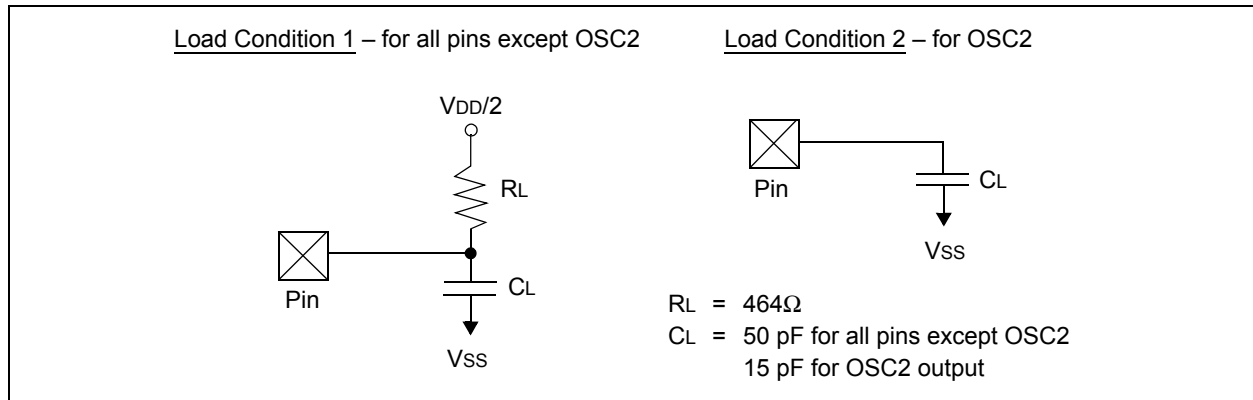 Load Condition 1 – for all pins except OSC2
VDD/2
RL
Pin
CL
VSS
Load Condition 2 – for OSC2
Pin
CL
VSS
RL = 464Ω
CL = 50 pF for all pins except OSC2
15 pF for OSC2 output